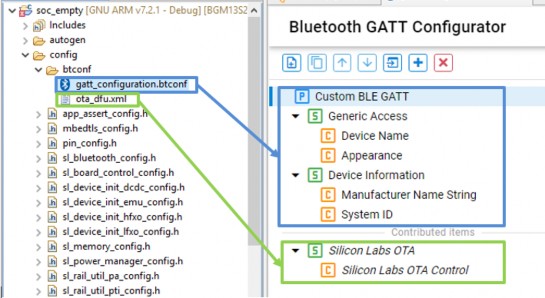 soc_empty [GNU ARM v7.2.1 - Debug] [BGM13S2
Includes
autogen
config
btconf
gatt_configuration.btconf
ota_dfu.xml
app_assert_config.h
mbedtls_config.h
pin_config.h
sl_bluetooth_config.h
sl_board_control_config.h
sl_device_init_dcdc_config.h
sl_device_init_emu_config.h
sl_device_init_hfxo_config.h
sl_device_init_lfxo_config.h
sl_memory_config.h
sl_power_manager_config.h
sl_rail_util_pa_config.h
sl_rail_util_pti_config.h
Bluetooth GATT Configurator
P Custom BLE GATT
S Generic Access
C Device Name
C Appearance
S Device Information
C Manufacturer Name String
C System ID
Contributed items
S Silicon Labs OTA
C Silicon Labs OTA Control